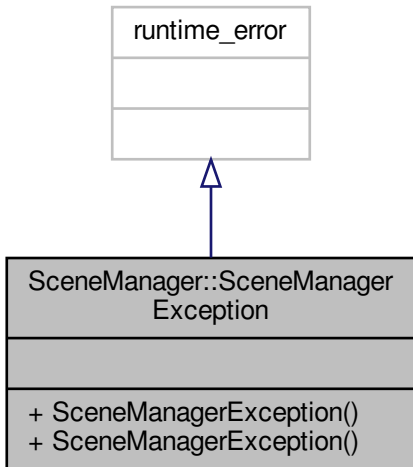 runtime_error
SceneManager::SceneManager
Exception
+ SceneManagerException()
+ SceneManagerException()